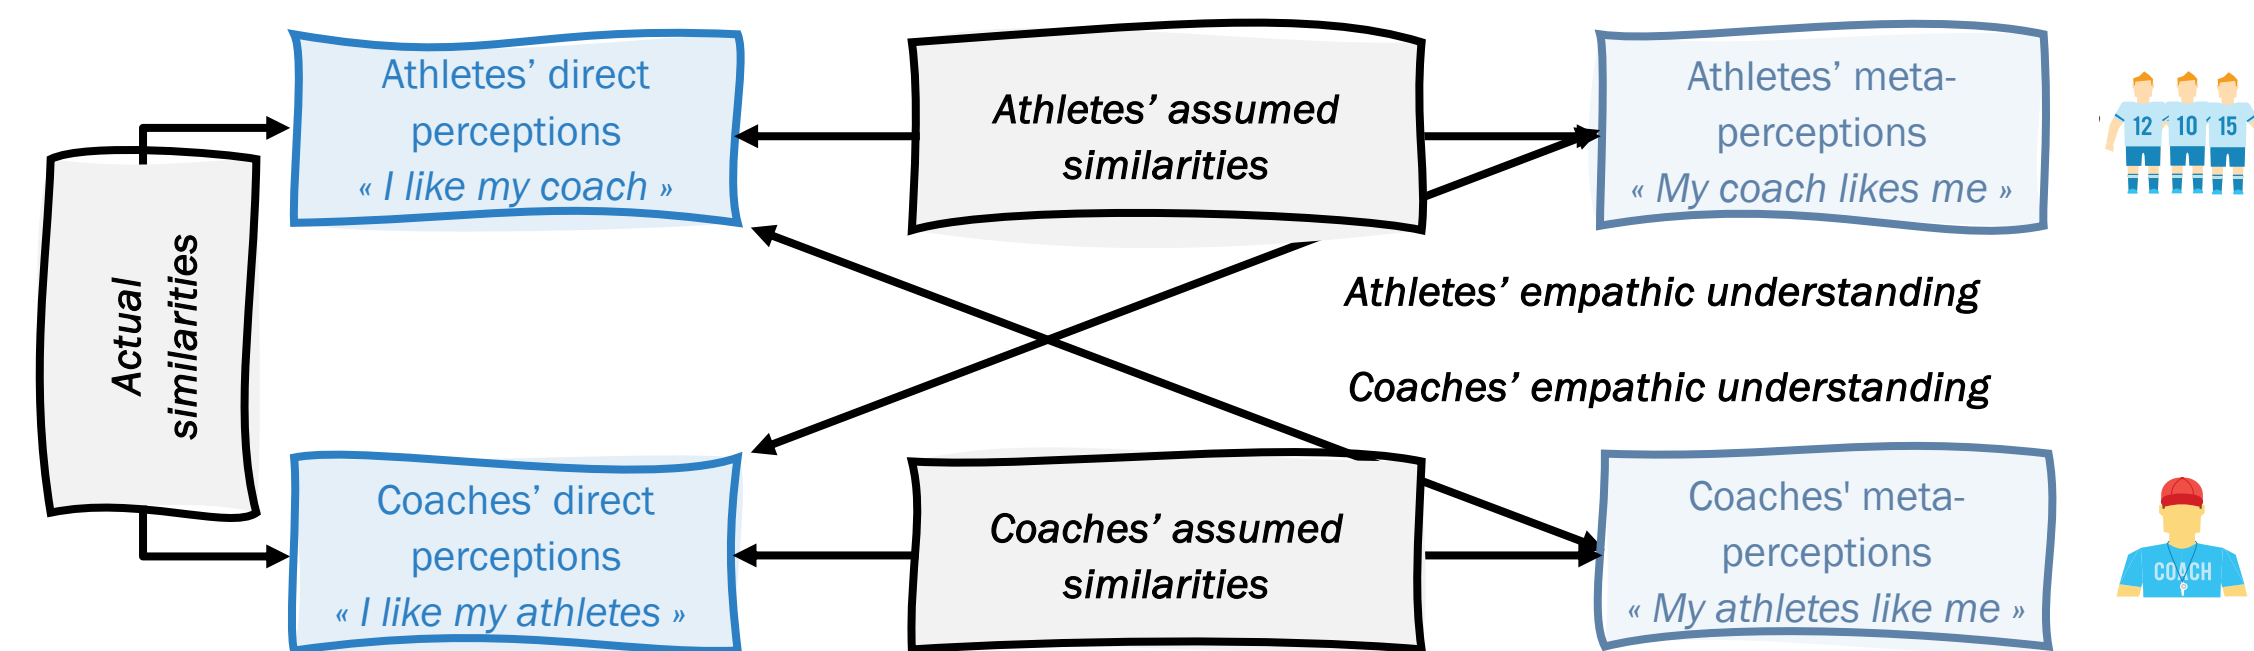 Athletes’ direct
perceptions
« I like my coach »
Athletes’ assumed
similarities
Athletes’ meta-
perceptions
« My coach likes me »
12 10 15
Actual
similarities
Athletes’ empathic understanding
Coaches’ empathic understanding
Coaches’ direct
perceptions
« I like my athletes »
Coaches’ assumed
similarities
Coaches' meta-
perceptions
« My athletes like me »
COACH